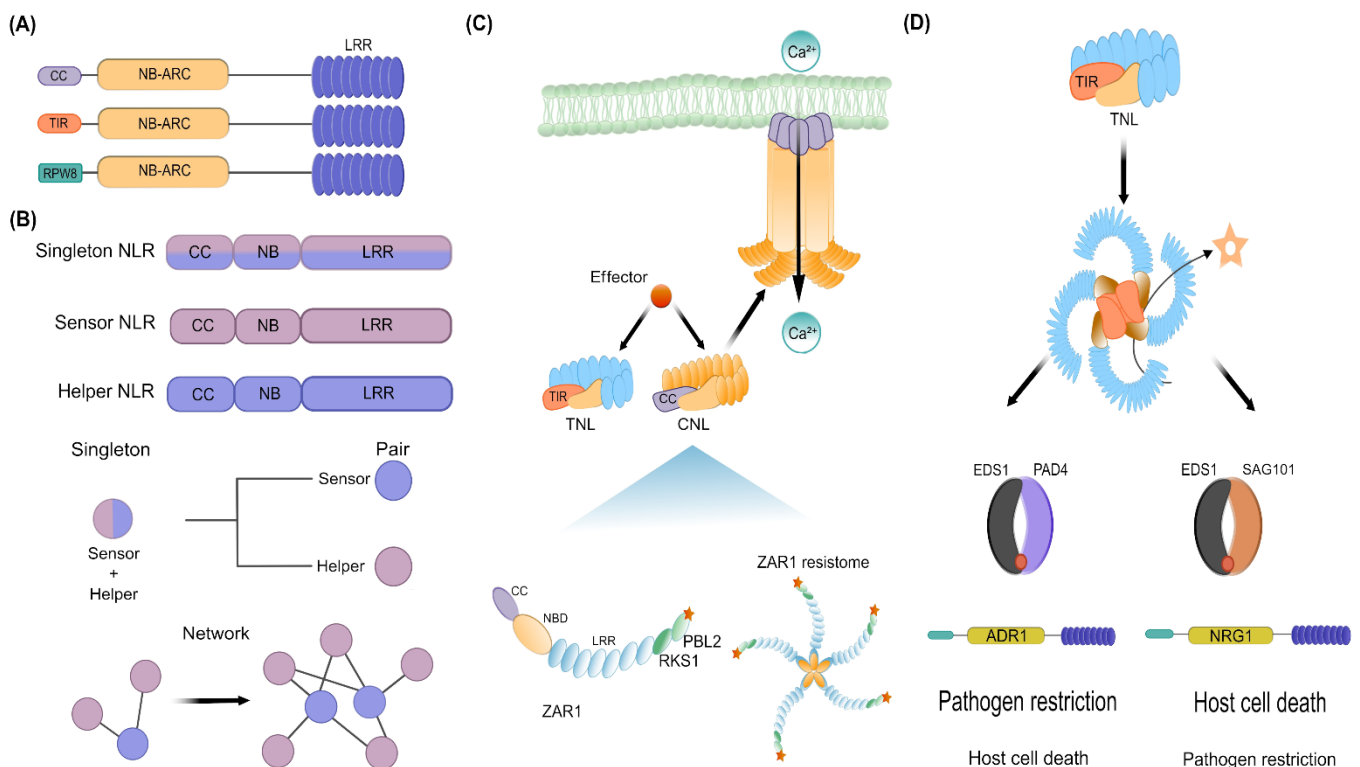 (A)
LRR
CC
NB-ARC
TIR
NB-ARC
RPW8
NB-ARC
(B)
Singleton NLR
CC
NB
LRR
Sensor NLR
CC
NB
LRR
Helper NLR
CC
NB
LRR
Singleton
Pair
Sensor
Sensor
+
Helper
Helper
Network
(C)
Ca²⁺
Effector
Ca²⁺
TIR
CC
TNL
CNL
ZAR1 resistome
CC
NBD
LRR
PBL2
RKS1
ZAR1
(D)
TIR
TNL
EDS1
PAD4
EDS1
SAG101
ADR1
NRG1
Pathogen restriction
Host cell death
Host cell death
Pathogen restriction